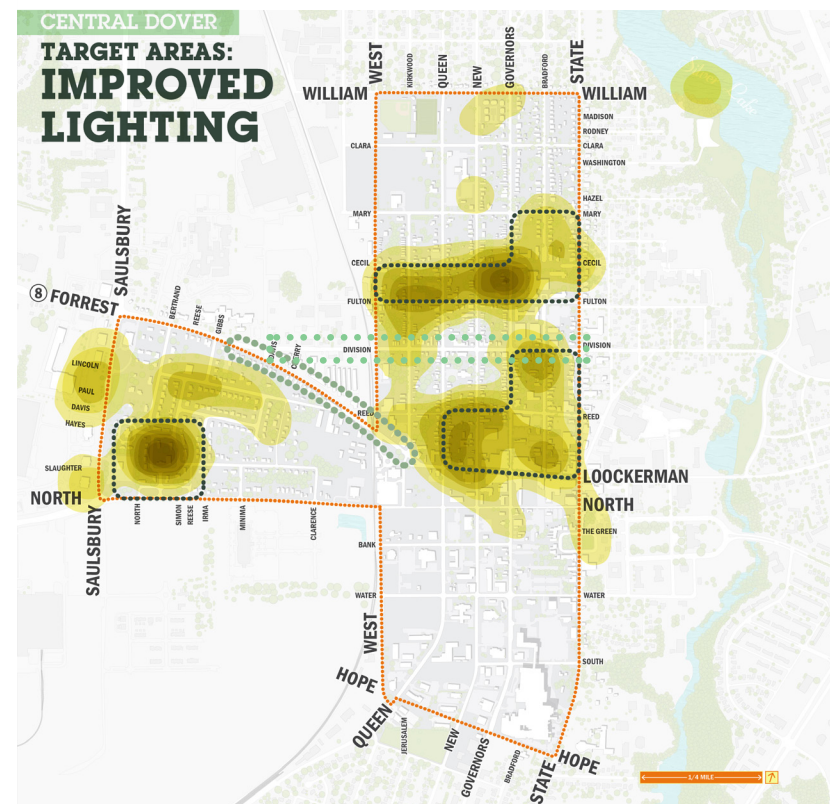 CENTRAL DOVER
TARGET AREAS:
IMPROVED
LIGHTING
WEST
KIRKWOOD
QUEEN
NEW
GOVERNORS
BRADFORD
STATE
WILLIAM
WILLIAM
MADISON
RODNEY
CLARA
CLARA
WASHINGTON
HAZEL
MARY
MARY
CECIL
CECIL
FULTON
FULTON
DIVISION
DIVISION
REED
REED
SAULSBURY
8 FORREST
BERTRAND
REESE
GIBBS
CHERRY
LINCOLN
PAUL
DAVIS
HAYES
SLAUGHTER
NORTH
SAULSBURY
NORTH
SIMON
REESE
IRMA
MINIMA
CLARENCE
LOOCKERMAN
NORTH
THE GREEN
BANK
WATER
WATER
WEST
SOUTH
HOPE
QUEEN
JERUSALEM
NEW
GOVERNORS
BRADFORD
STATE
HOPE
1/4 MILE